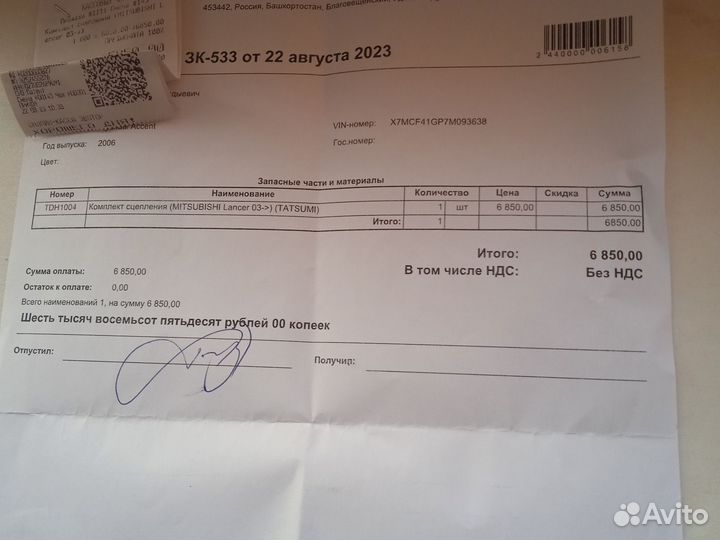 453442, Россия, Башкортостан, Благовещенский,
ЗК-533 от 22 августа 2023
2 440000 006156
VIN-номер: X7MCF41GP7M093638
Accent
Год выпуска: 2006
Гос.номер:
Цвет:
Запасные части и материалы
Номер Наименование Количество Цена Скидка Сумма
TDH1004 Комплект сцепления (MITSUBISHI Lancer 03->) (TATSUMI) 1 шт 6 850,00 6 850,00
Итого: 1 6850,00
Итого: 6 850,00
В том числе НДС: Без НДС
Сумма оплаты: 6 850,00
Остаток к оплате: 0,00
Всего наименований 1, на сумму 6 850,00
Шесть тысяч восемьсот пятьдесят рублей 00 копеек
Отпустил:
Получил:
Avito